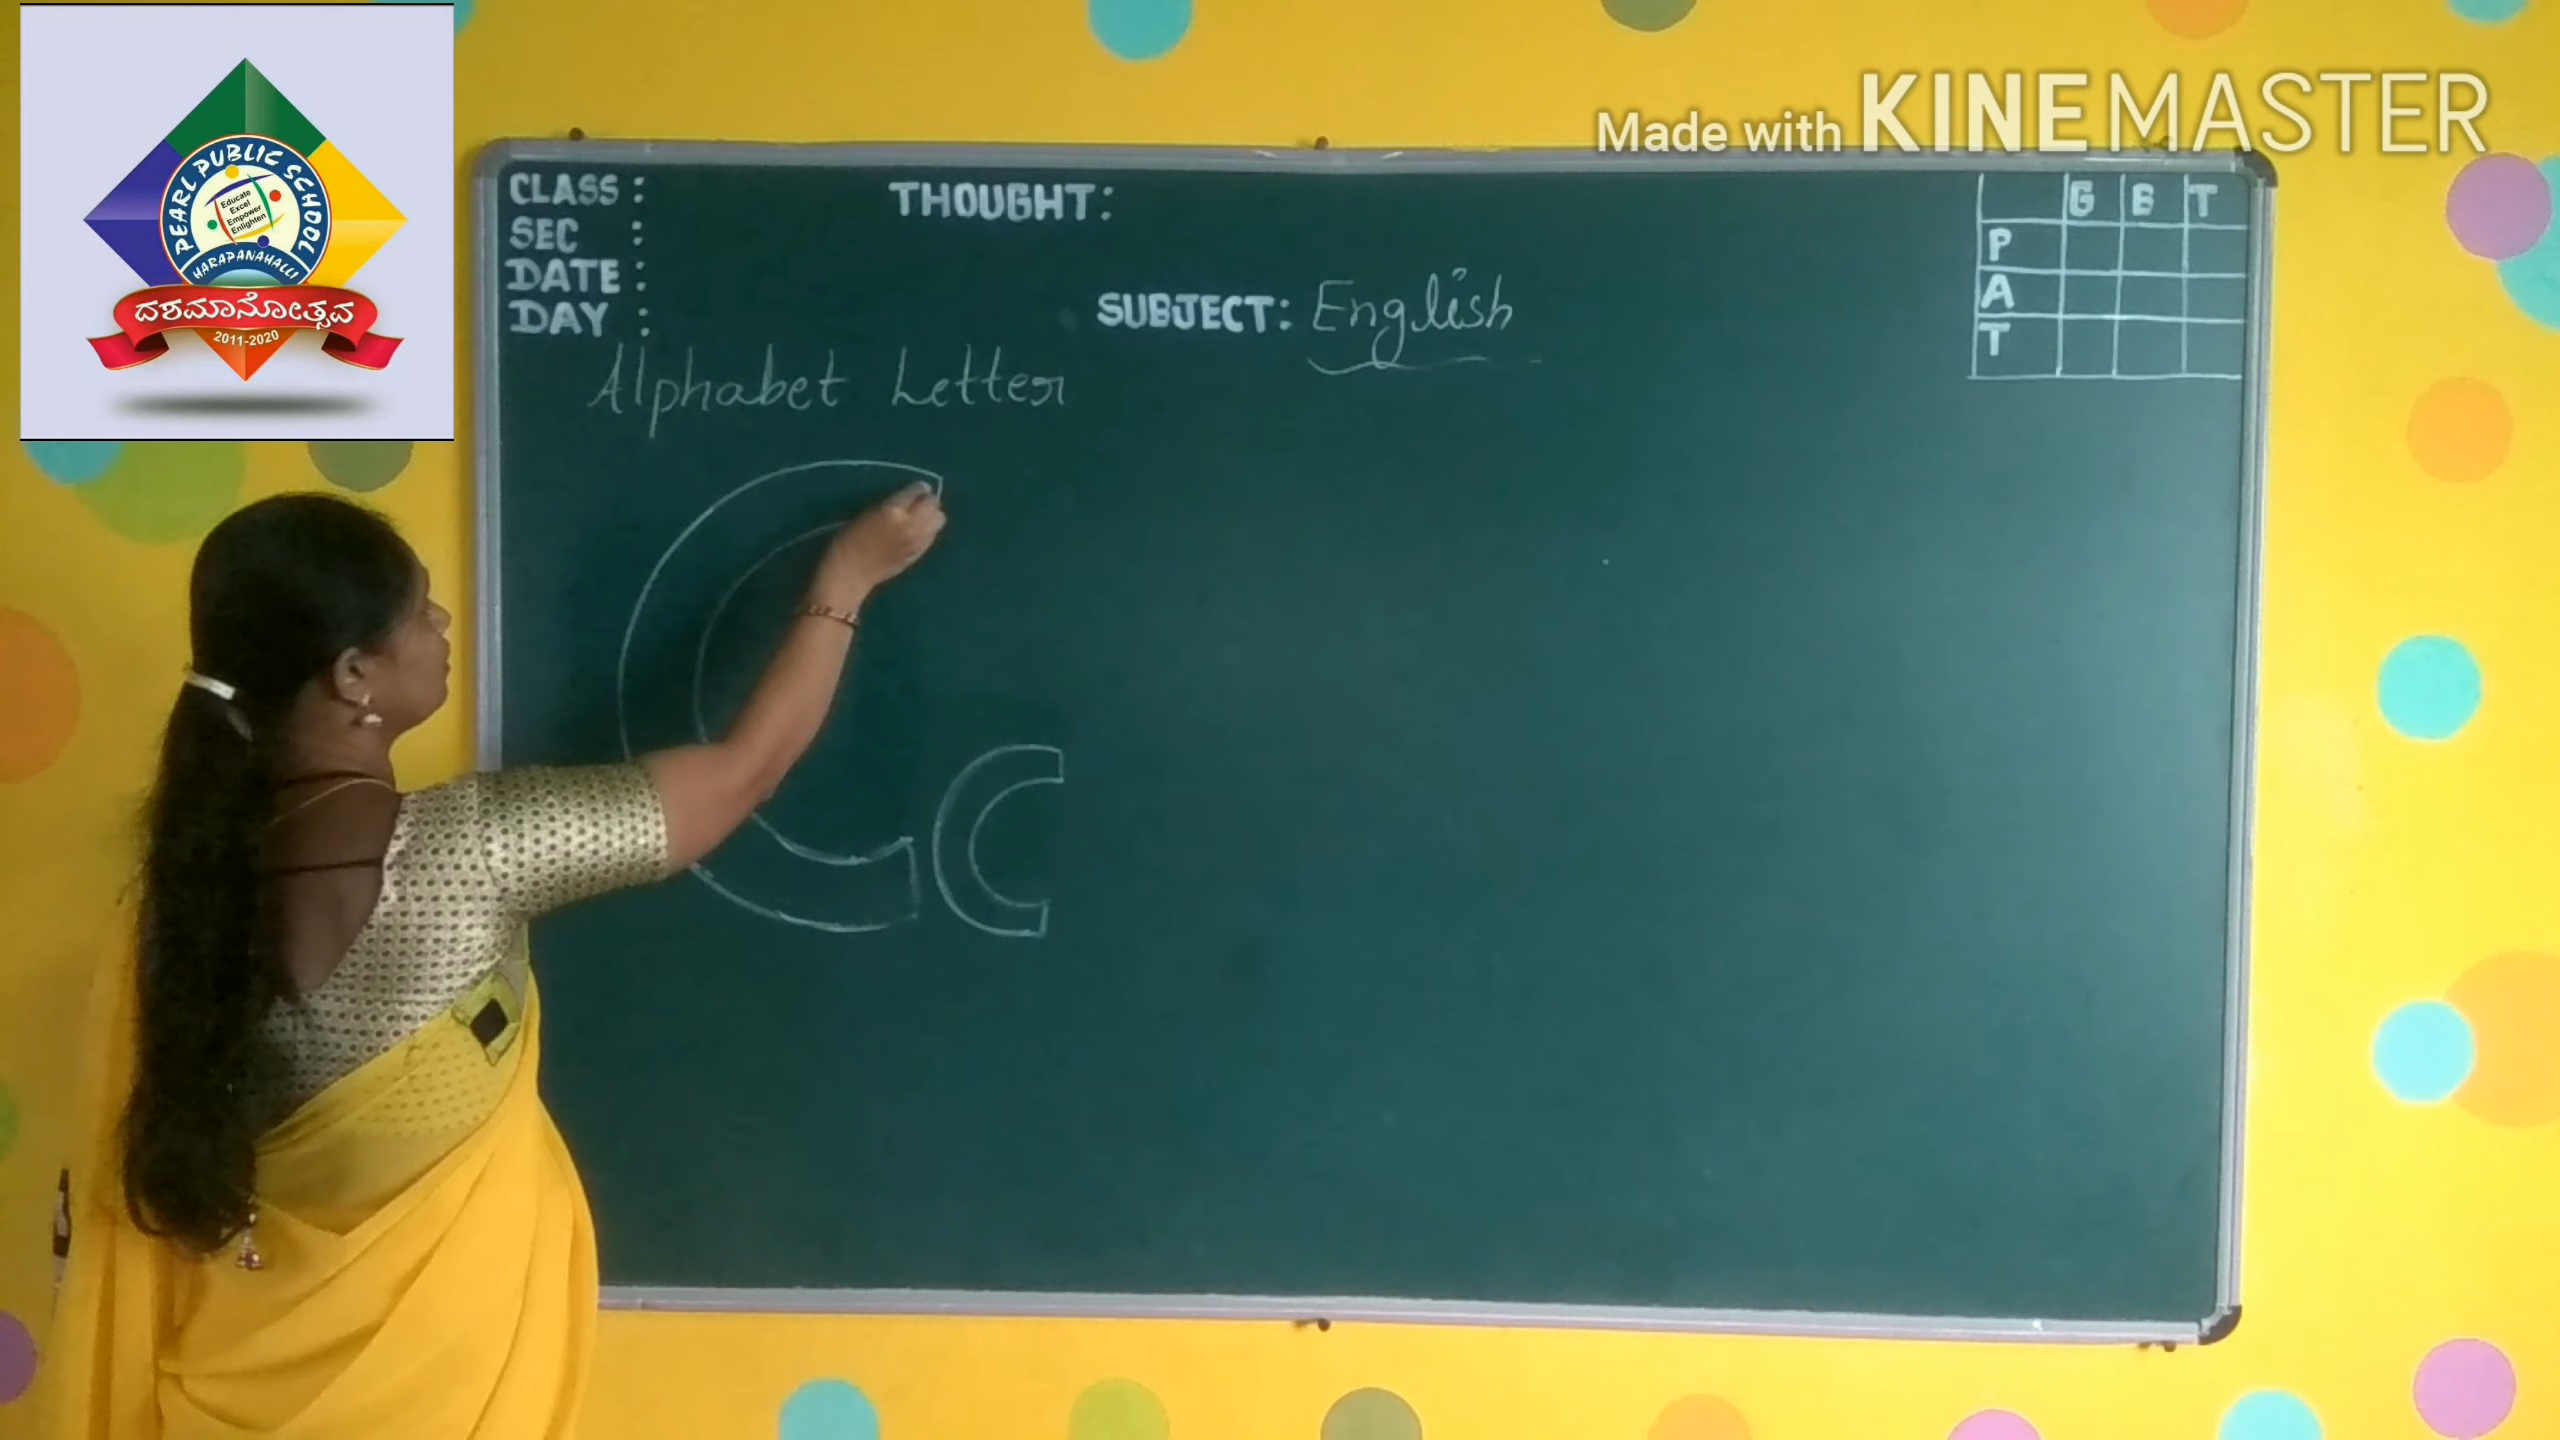 PEARL PUBLIC SCHOOL
Educate
Excel
Empower
Enlighten
HARAPANAHALLI
ದಶಮಾನೋತ್ಸವ
2011-2020
Made with KINEMASTER
CLASS :
SEC :
DATE :
DAY :
THOUGHT:
SUBJECT: English
G B T
P
A
T
Alphabet Letter
C c